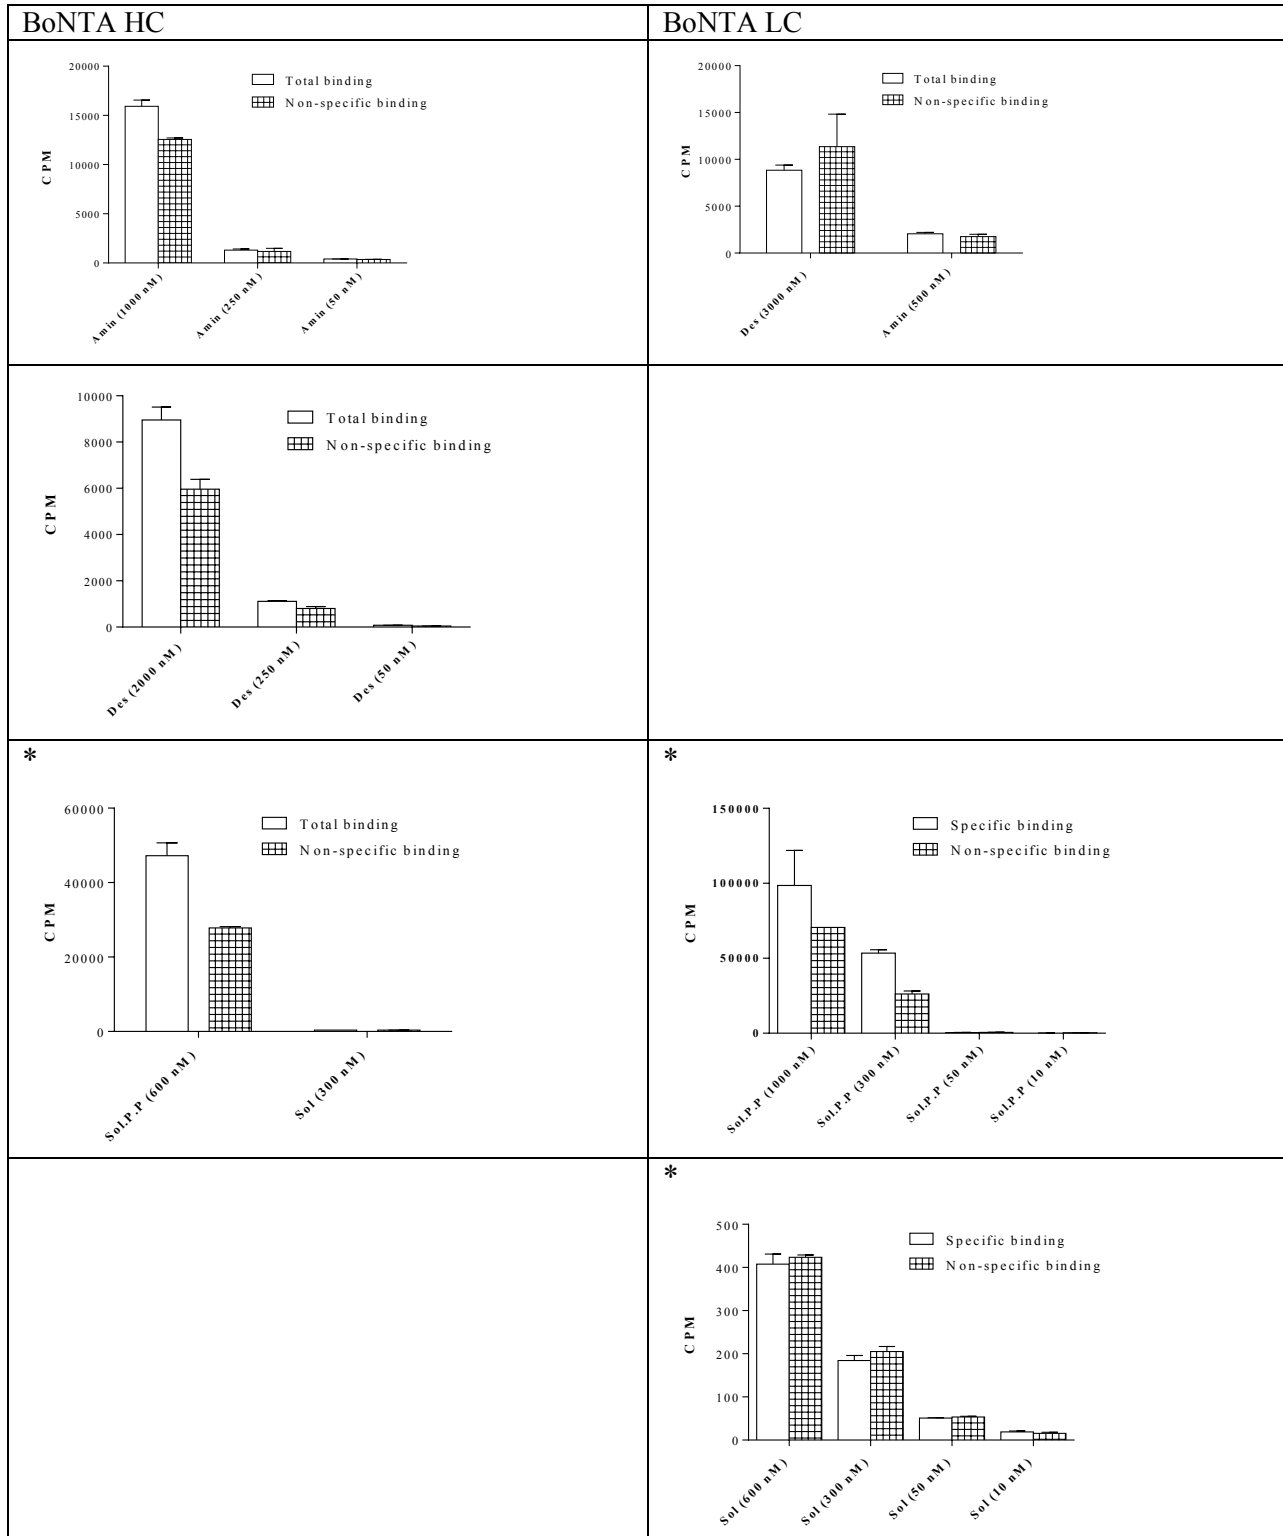 BoNTA HC
BoNTA LC
20000
15000
10000
5000
0
CPM
Total binding
Non-specific binding
Amin (1000 nM)
Amin (250 nM)
Amin (50 nM)
20000
15000
10000
5000
0
CPM
Total binding
Non-specific binding
Des (3000 nM)
Amin (500 nM)
10000
8000
6000
4000
2000
0
CPM
Total binding
Non-specific binding
Des (2000 nM)
Des (250 nM)
Des (50 nM)
*
60000
40000
20000
0
CPM
Total binding
Non-specific binding
Sol.P.P (600 nM)
Sol (300 nM)
*
150000
100000
50000
0
CPM
Specific binding
Non-specific binding
Sol.P.P (1000 nM)
Sol.P.P (300 nM)
Sol.P.P (50 nM)
Sol.P.P (10 nM)
*
500
400
300
200
100
0
CPM
Specific binding
Non-specific binding
Sol (600 nM)
Sol (300 nM)
Sol (50 nM)
Sol (10 nM)